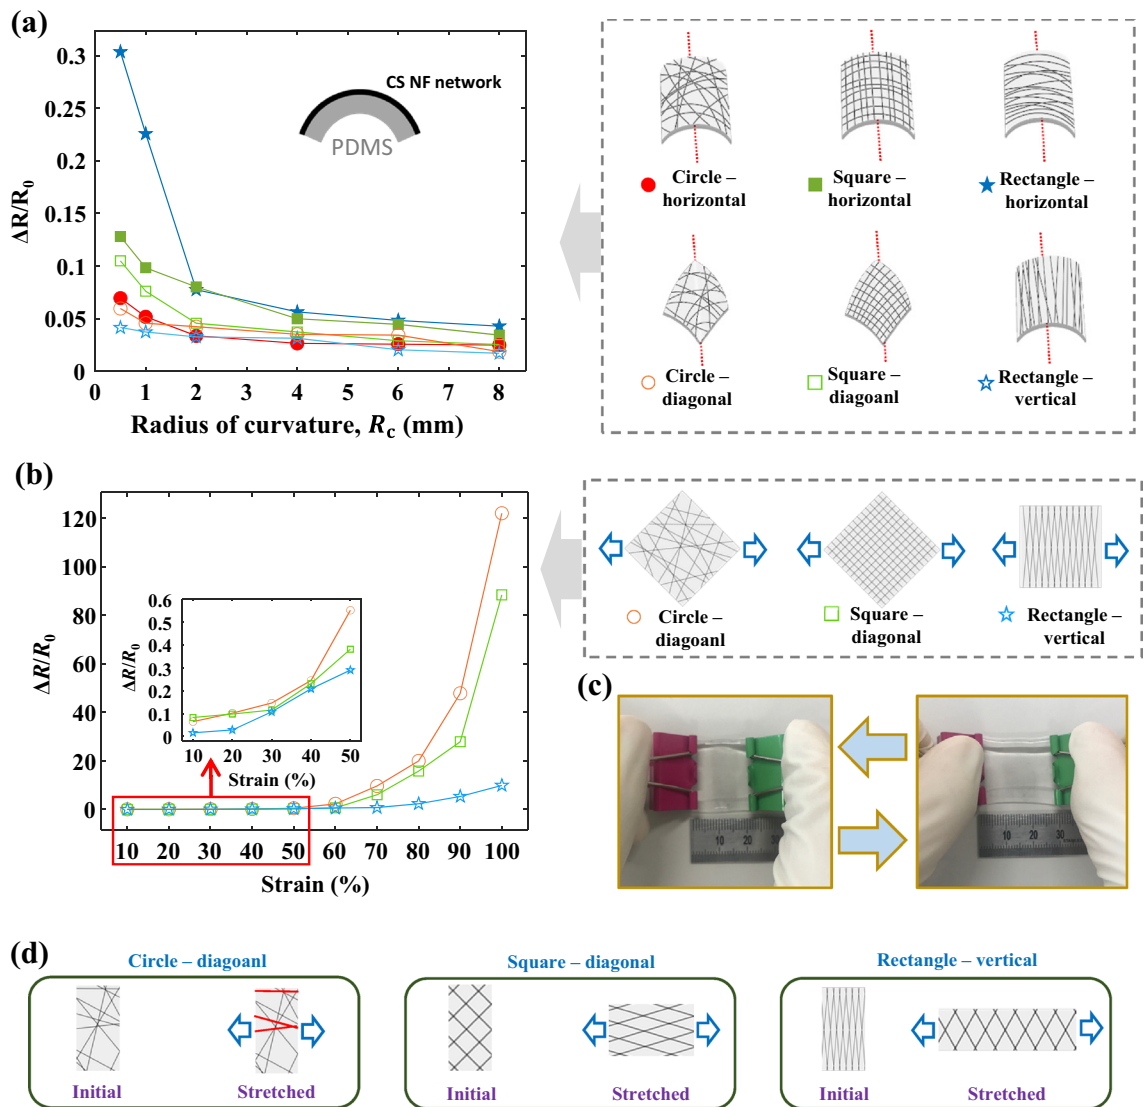 (a)
0.3
0.25
0.2
0.15
0.1
0.05
0
ΔR/R0
0 1 2 3 4 5 6 7 8
Radius of curvature, Rc (mm)
CS NF network
PDMS
Circle –
horizontal
Square –
horizontal
Rectangle –
horizontal
Circle –
diagonal
Square –
diagoanl
Rectangle –
vertical
(b)
120
100
80
60
40
20
0
ΔR/R0
10 20 30 40 50 60 70 80 90 100
Strain (%)
0.6
0.5
0.4
0.3
0.2
0.1
0
ΔR/R0
10 20 30 40 50
Strain (%)
Circle –
diagoanl
Square –
diagonal
Rectangle –
vertical
(c)
10 20 30
10 20 30
(d)
Circle – diagoanl
Initial
Stretched
Square – diagonal
Initial
Stretched
Rectangle – vertical
Initial
Stretched